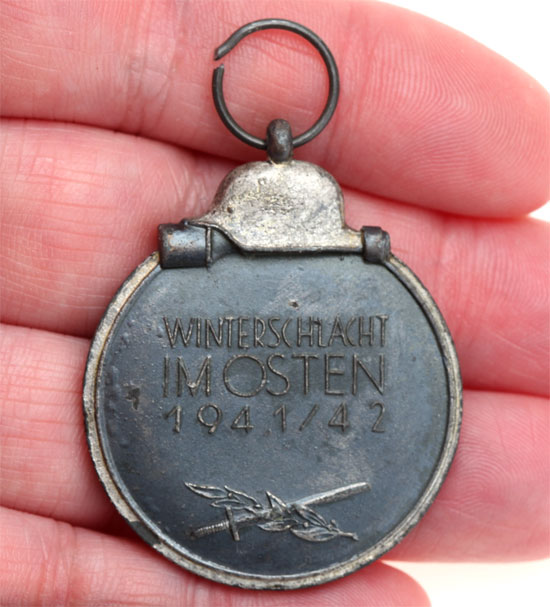 WINTERSCHLACHT
IM OSTEN
1941/42